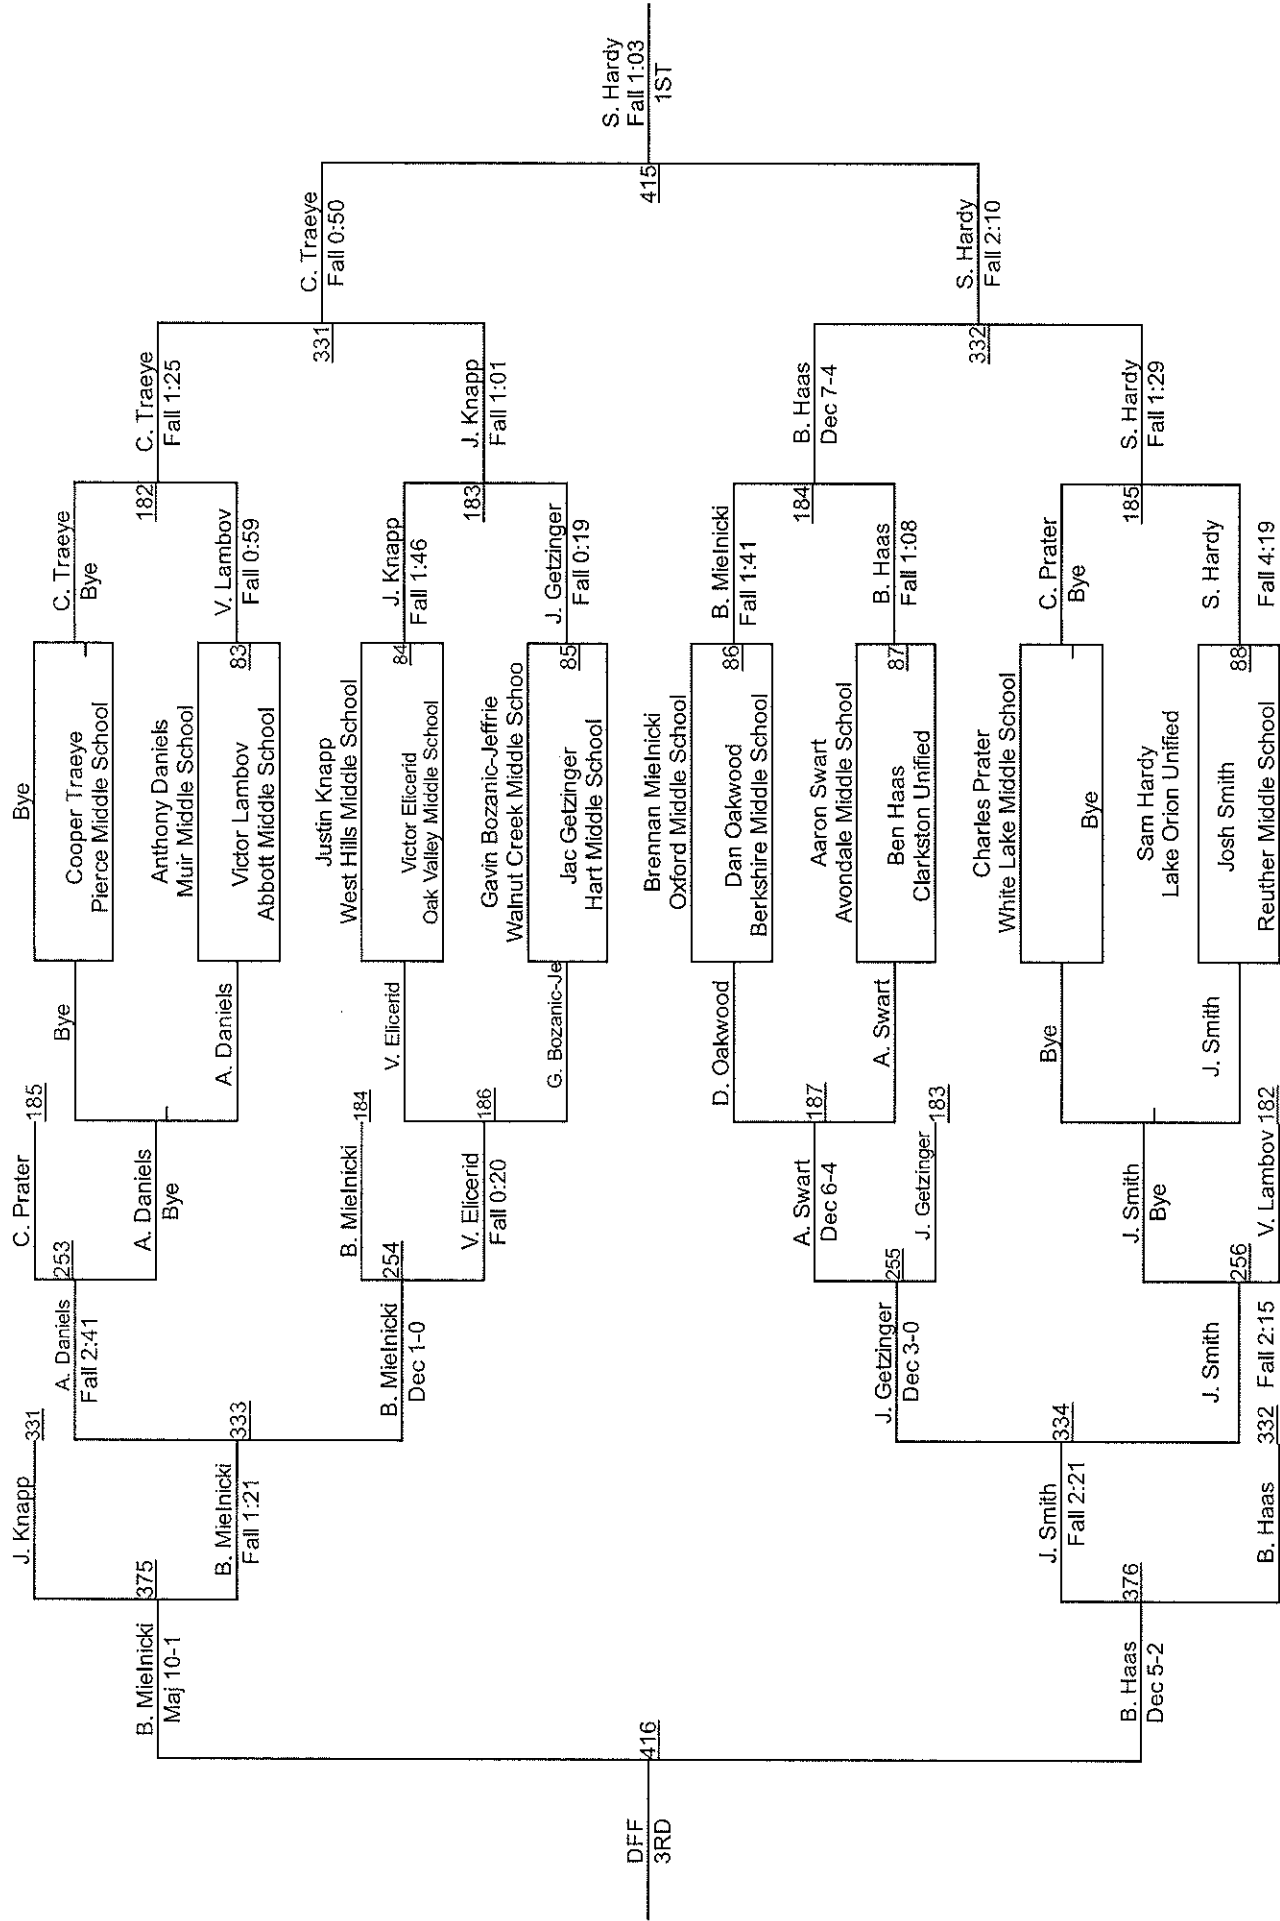 Bye
Cooper Traeye
Pierce Middle School
Anthony Daniels
Muir Middle School
Victor Lambov
Abbott Middle School
83
Justin Knapp
West Hills Middle School
Victor Elicerid
Oak Valley Middle School
84
Gavin Bozanic-Jeffrie
Walnut Creek Middle Schoo
Jac Getzinger
Hart Middle School
85
Brennan Mielnicki
Oxford Middle School
Dan Oakwood
Berkshire Middle School
86
Aaron Swart
Avondale Middle School
Ben Haas
Clarkston Unified
87
Charles Prater
White Lake Middle School
Bye
Sam Hardy
Lake Orion Unified
Josh Smith
Reuther Middle School
88
C. Traeye
Bye
V. Lambov
Fall 0:59
J. Knapp
Fall 1:46
J. Getzinger
Fall 0:19
B. Mielnicki
Fall 1:41
B. Haas
Fall 1:08
C. Prater
Bye
S. Hardy
Fall 4:19
182
183
184
185
C. Traeye
Fall 1:25
J. Knapp
Fall 1:01
B. Haas
Dec 7-4
S. Hardy
Fall 1:29
331
332
C. Traeye
Fall 0:50
S. Hardy
Fall 2:10
415
S. Hardy
Fall 1:03
1ST
Bye
A. Daniels
V. Elicerid
G. Bozanic-Je
D. Oakwood
A. Swart
Bye
J. Smith
185
184
186
187
183
182
C. Prater
A. Daniels
Bye
B. Mielnicki
V. Elicerid
Fall 0:20
A. Swart
Dec 6-4
J. Getzinger
J. Smith
Bye
V. Lambov
253
254
255
256
A. Daniels
Fall 2:41
B. Mielnicki
Dec 1-0
J. Getzinger
Dec 3-0
J. Smith
Fall 2:15
331
333
334
332
J. Knapp
B. Mielnicki
Fall 1:21
J. Smith
Fall 2:21
B. Haas
375
376
B. Mielnicki
Maj 10-1
B. Haas
Dec 5-2
416
DFF
3RD